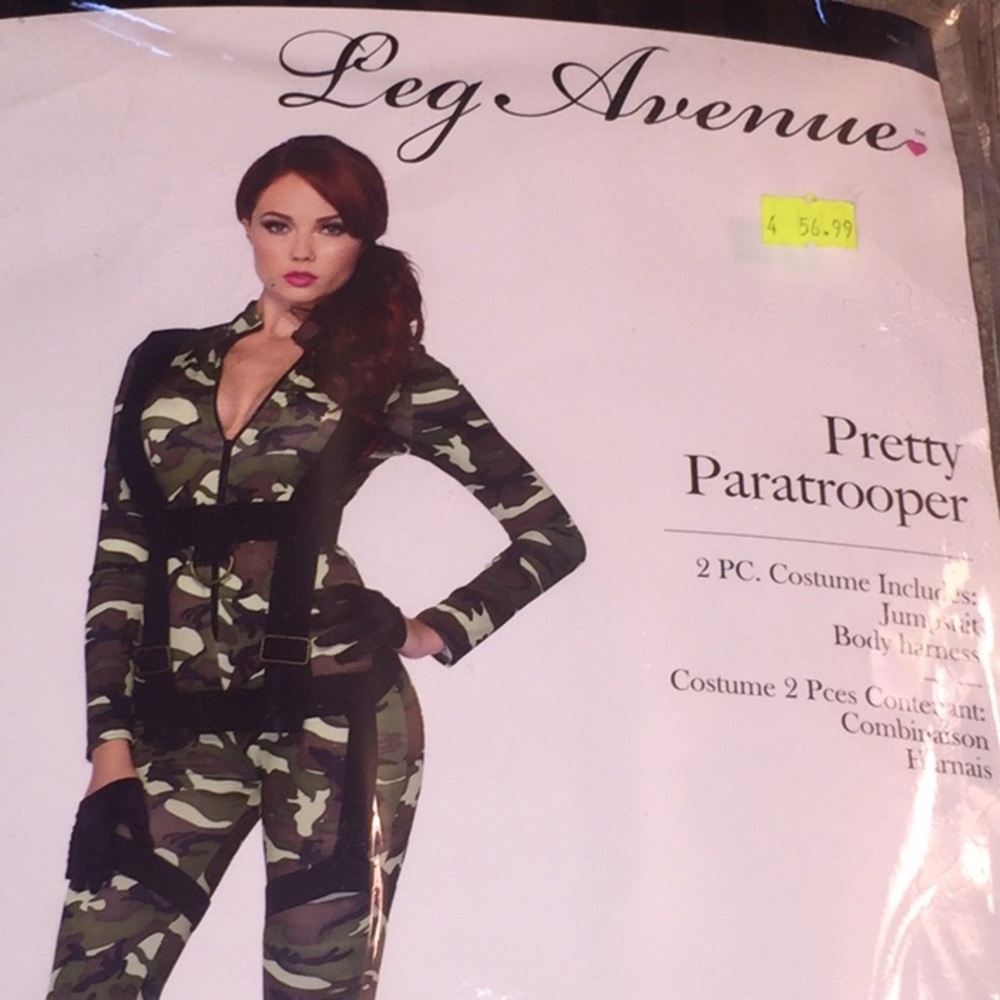 Leg Avenue
TM
4 56.99
Pretty
Paratrooper
2 PC. Costume Includes:
Jumpsuit
Body harness
Costume 2 Pces Contenant:
Combinaison
Harnais